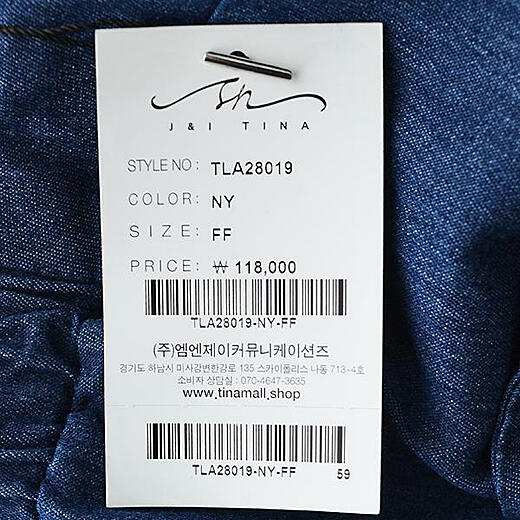 J & I TINA
STYLE NO: TLA28019
COLOR: NY
SIZE: FF
PRICE: ₩ 118,000
TLA28019-NY-FF
(주)엠엔제이커뮤니케이션즈
경기도 하남시 미사강변한강로 135 스카이폴리스 나동 713-4호
소비자 상담실 : 070-4647-3635
www.tinamall.shop
TLA28019-NY-FF 59